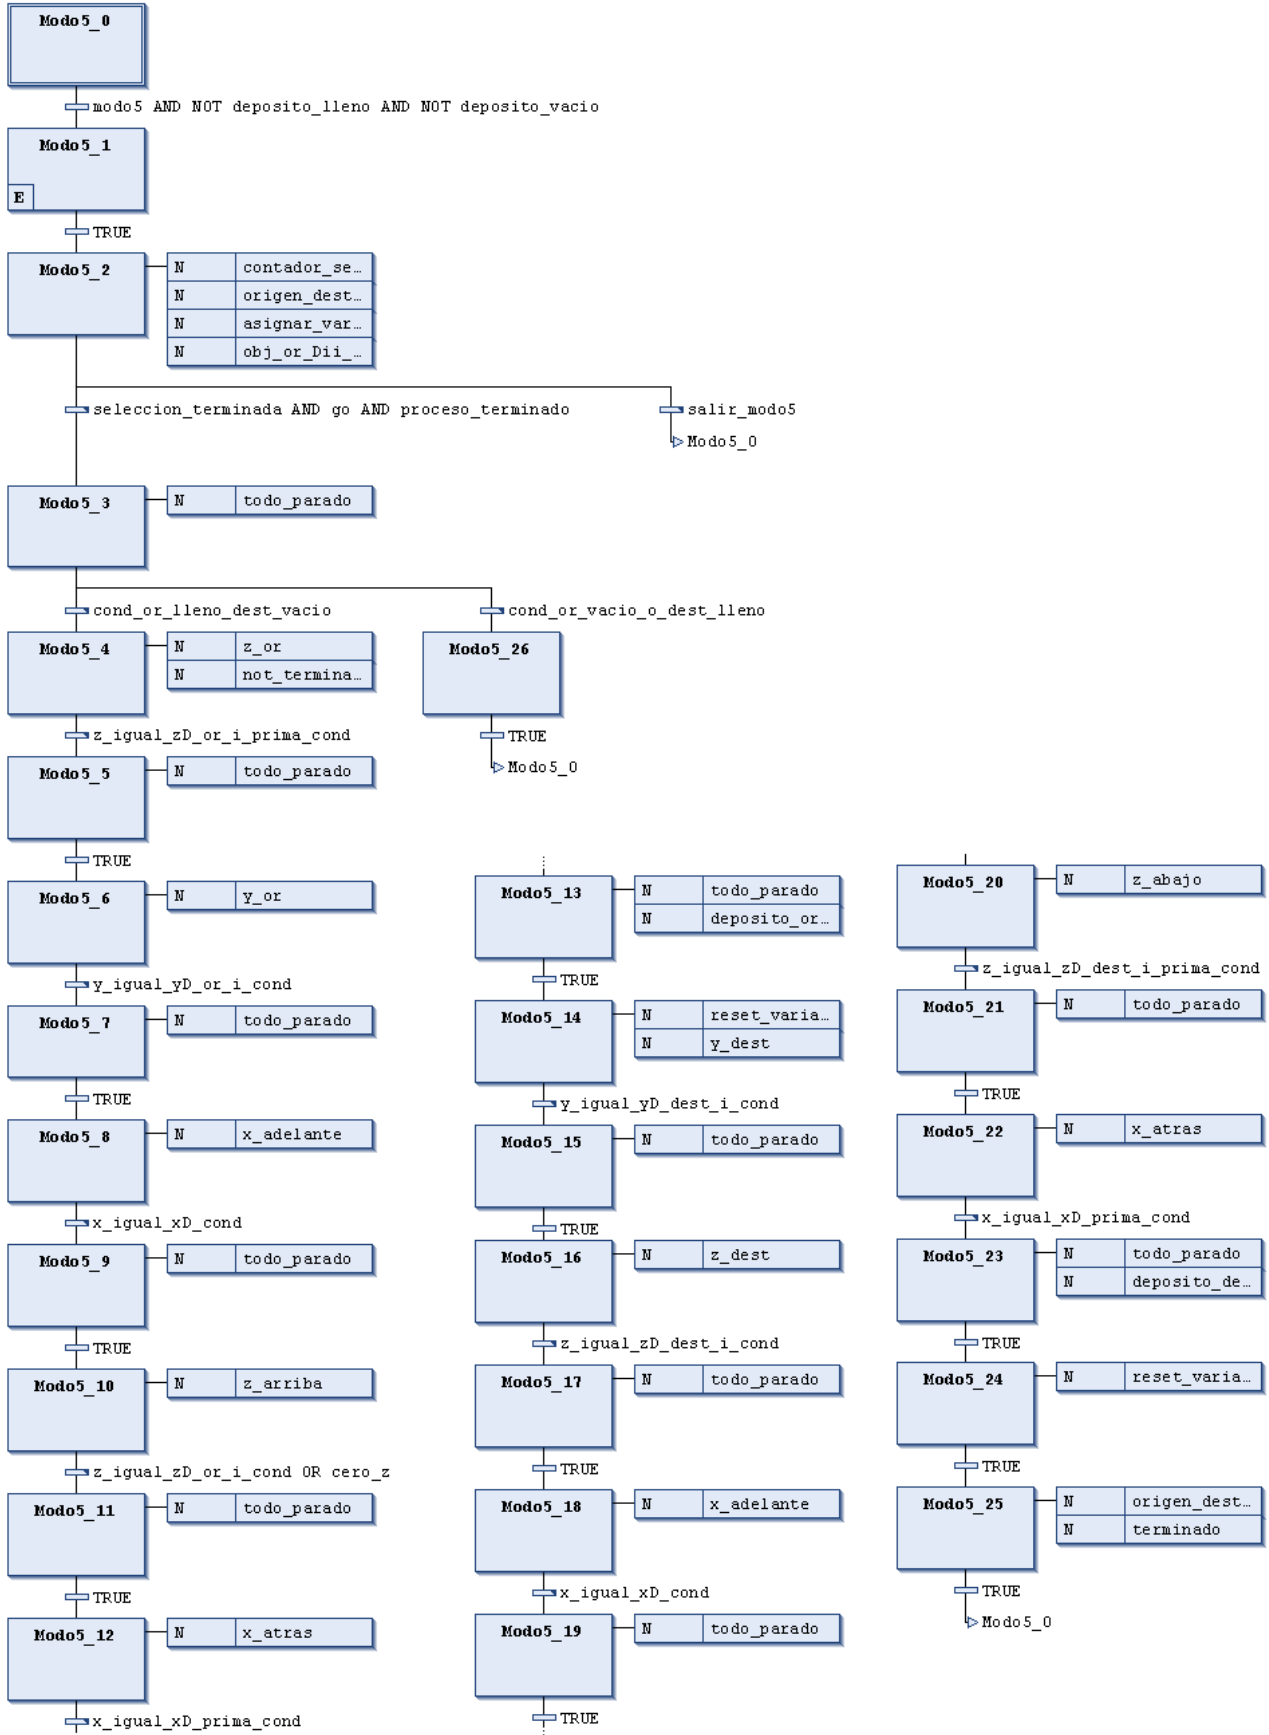 Modo5_0
modo5 AND NOT deposito_lleno AND NOT deposito_vacio
Modo5_1
E
TRUE
Modo5_2
N contador_se...
N origen_dest...
N asignar_var...
N obj_or_Dii_...
seleccion_terminada AND go AND proceso_terminado
salir_modo5
Modo5_0
Modo5_3
N todo_parado
cond_or_lleno_dest_vacio
cond_or_vacio_o_dest_lleno
Modo5_4
N z_or
N not_termina...
Modo5_26
TRUE
Modo5_0
z_igual_zD_or_i_prima_cond
Modo5_5
N todo_parado
TRUE
Modo5_6
N y_or
y_igual_yD_or_i_cond
Modo5_7
N todo_parado
TRUE
Modo5_8
N x_adelante
x_igual_xD_cond
Modo5_9
N todo_parado
TRUE
Modo5_10
N z_arriba
z_igual_zD_or_i_cond OR cero_z
Modo5_11
N todo_parado
TRUE
Modo5_12
N x_atras
x_igual_xD_prima_cond
Modo5_13
N todo_parado
N deposito_or...
TRUE
Modo5_14
N reset_varia...
N y_dest
y_igual_yD_dest_i_cond
Modo5_15
N todo_parado
TRUE
Modo5_16
N z_dest
z_igual_zD_dest_i_cond
Modo5_17
N todo_parado
TRUE
Modo5_18
N x_adelante
x_igual_xD_cond
Modo5_19
N todo_parado
TRUE
Modo5_20
N z_abajo
z_igual_zD_dest_i_prima_cond
Modo5_21
N todo_parado
TRUE
Modo5_22
N x_atras
x_igual_xD_prima_cond
Modo5_23
N todo_parado
N deposito_de...
TRUE
Modo5_24
N reset_varia...
TRUE
Modo5_25
N origen_dest...
N terminado
TRUE
Modo5_0